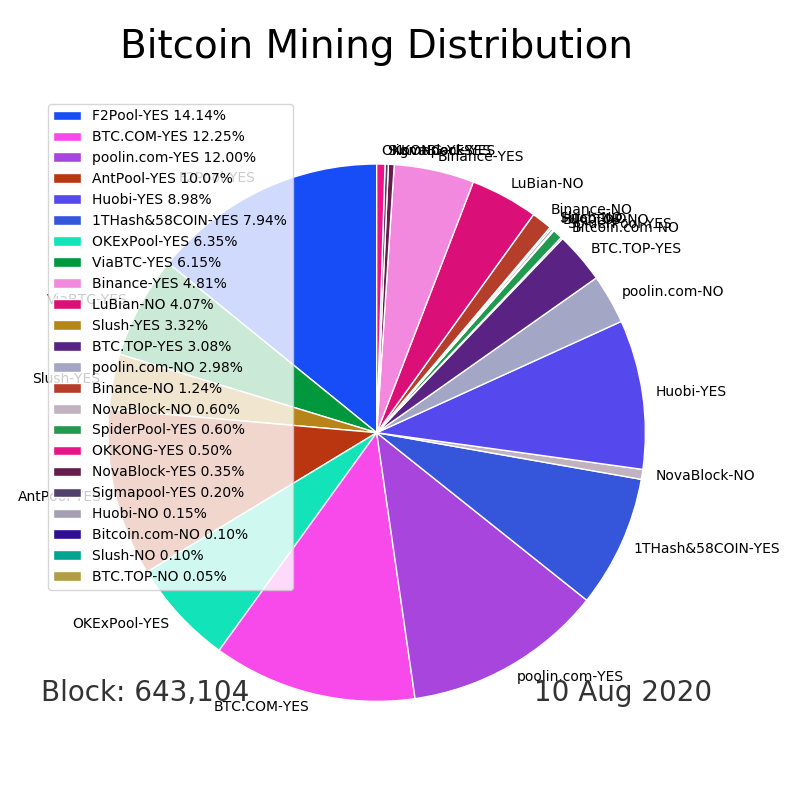 Bitcoin Mining Distribution
F2Pool-YES 14.14%
BTC.COM-YES 12.25%
poolin.com-YES 12.00%
AntPool-YES 10.07%
Huobi-YES 8.98%
1THash&58COIN-YES 7.94%
OKExPool-YES 6.35%
ViaBTC-YES 6.15%
Binance-YES 4.81%
LuBian-NO 4.07%
Slush-YES 3.32%
BTC.TOP-YES 3.08%
poolin.com-NO 2.98%
Binance-NO 1.24%
NovaBlock-NO 0.60%
SpiderPool-YES 0.60%
OKKONG-YES 0.50%
NovaBlock-YES 0.35%
Sigmapool-YES 0.20%
Huobi-NO 0.15%
Bitcoin.com-NO 0.10%
Slush-NO 0.10%
BTC.TOP-NO 0.05%
Binance-YES
LuBian-NO
Binance-NO
Bitcoin.com-NO
BTC.TOP-YES
poolin.com-NO
Huobi-YES
NovaBlock-NO
1THash&58COIN-YES
poolin.com-YES
BTC.COM-YES
OKExPool-YES
AntPool-YES
Slush-YES
ViaBTC-YES
Block: 643,104
10 Aug 2020